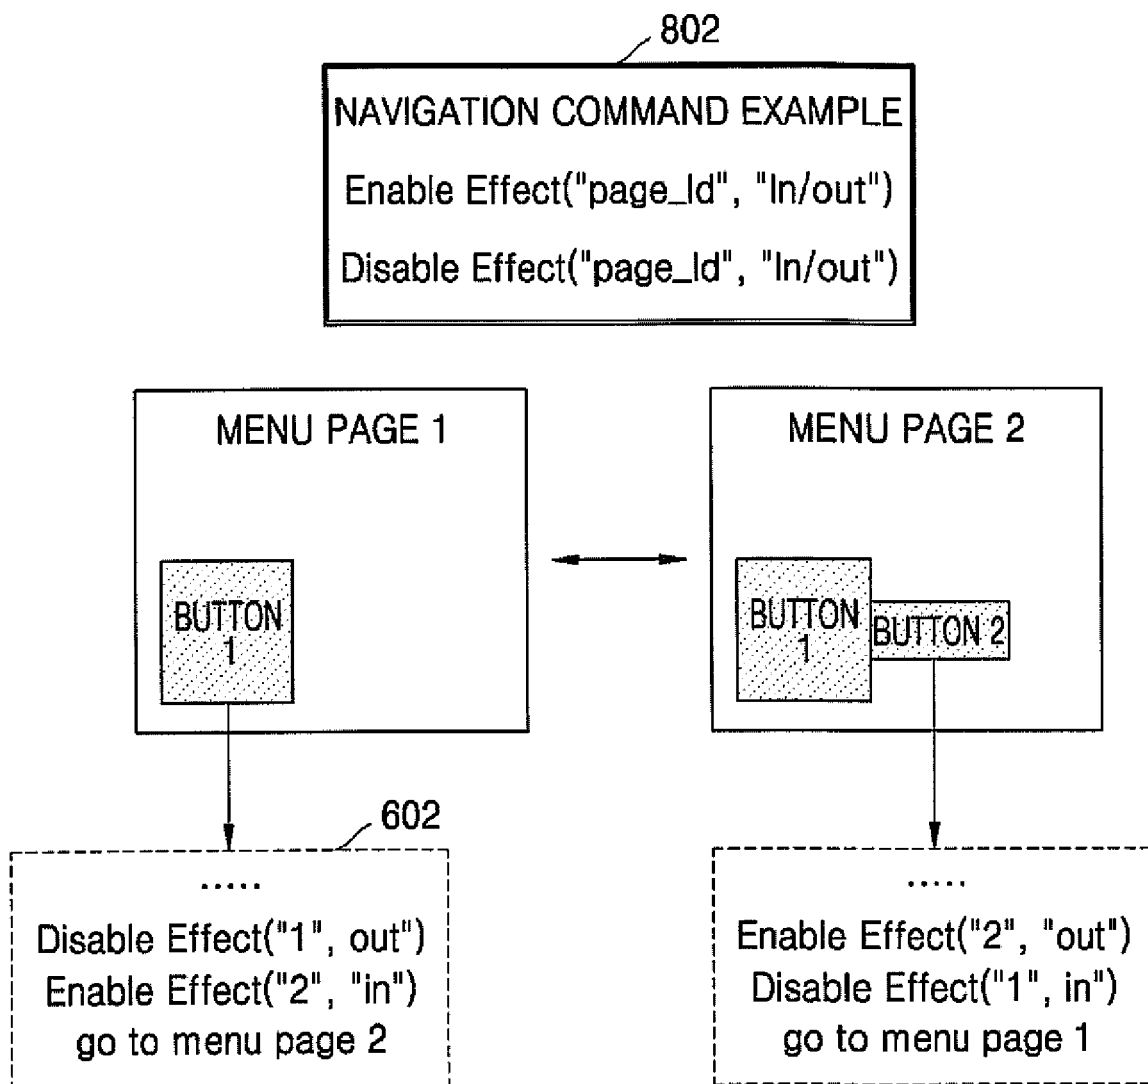 802
NAVIGATION COMMAND EXAMPLE
Enable Effect("page_Id", "In/out")
Disable Effect("page_Id", "In/out")
MENU PAGE 1
BUTTON
1
MENU PAGE 2
BUTTON
1
BUTTON 2
602
.....
Disable Effect("1", out")
Enable Effect("2", "in")
go to menu page 2
.....
Enable Effect("2", "out")
Disable Effect("1", in")
go to menu page 1